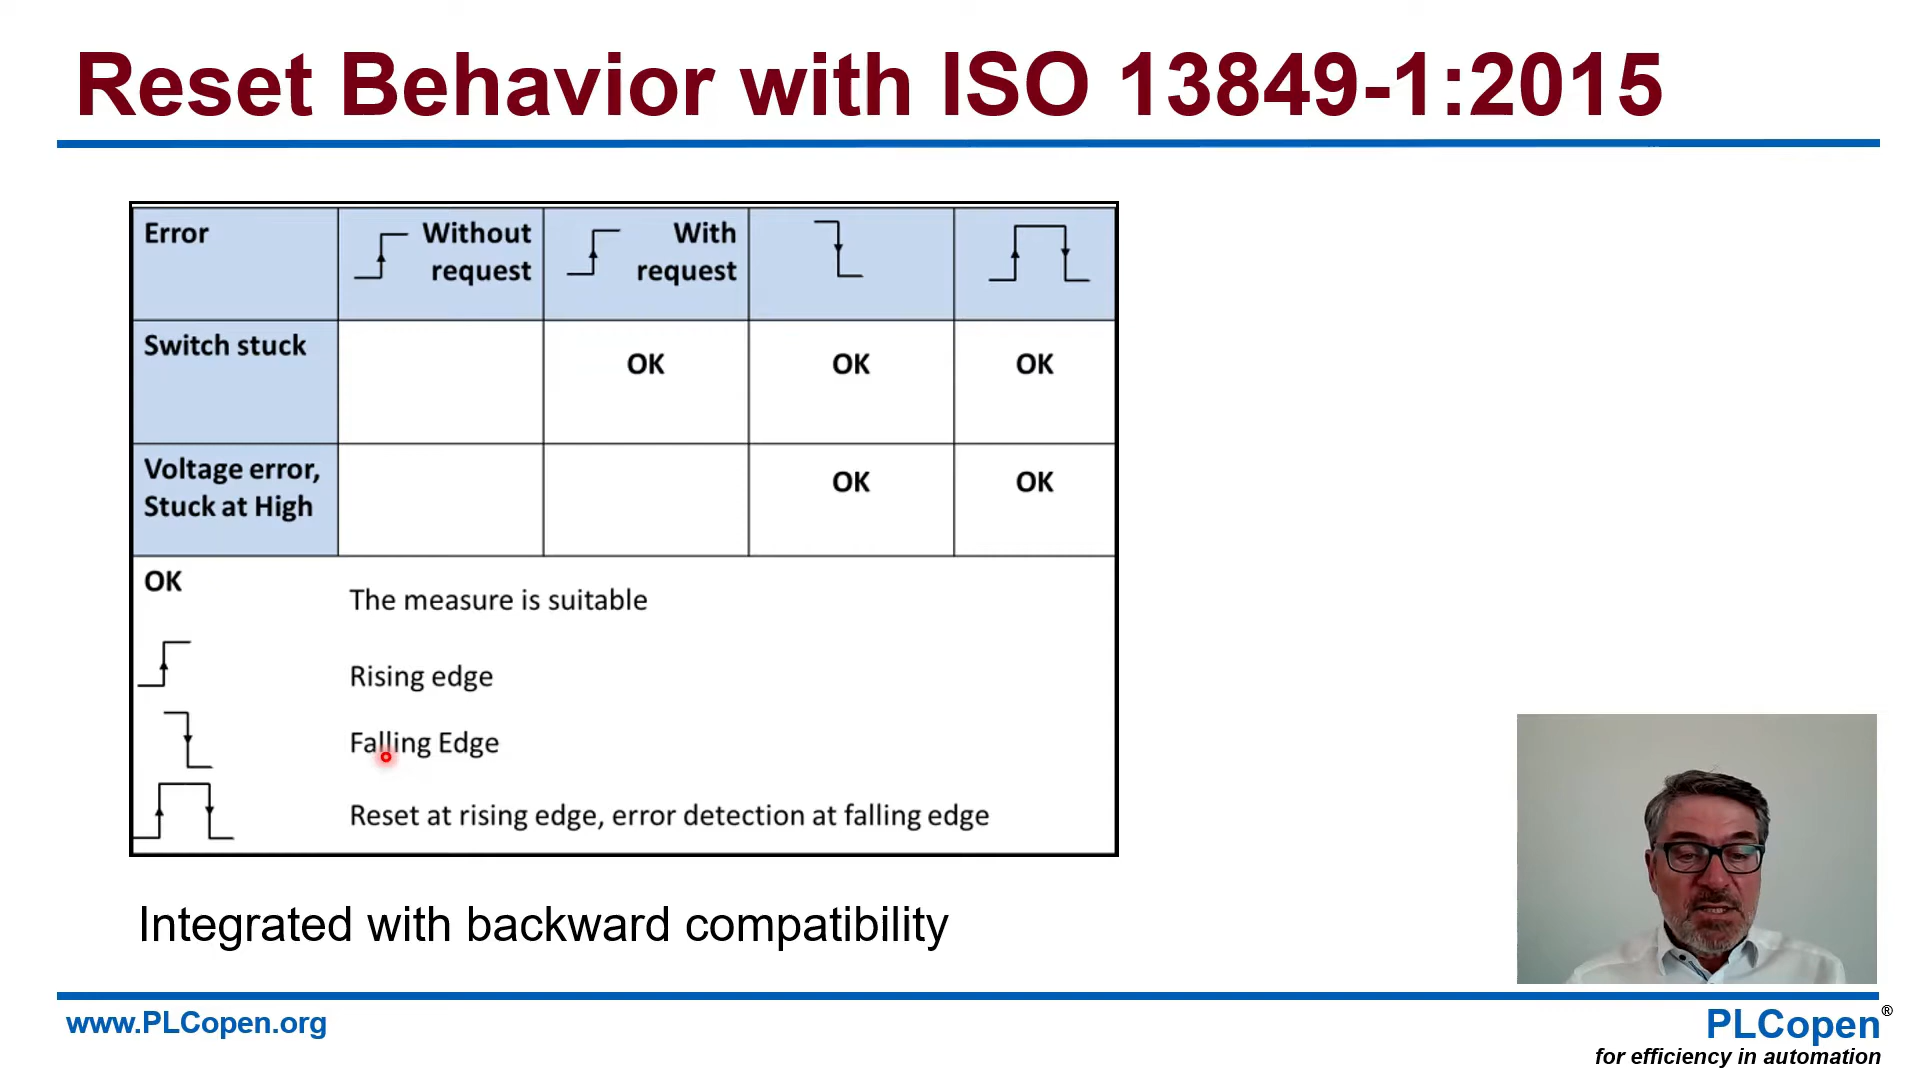 Reset Behavior with ISO 13849-1:2015
Error
Without request
With request
Switch stuck
OK
OK
OK
Voltage error,
Stuck at High
OK
OK
OK
The measure is suitable
Rising edge
Falling Edge
Reset at rising edge, error detection at falling edge
Integrated with backward compatibility
www.PLCopen.org
PLCopen®
for efficiency in automation